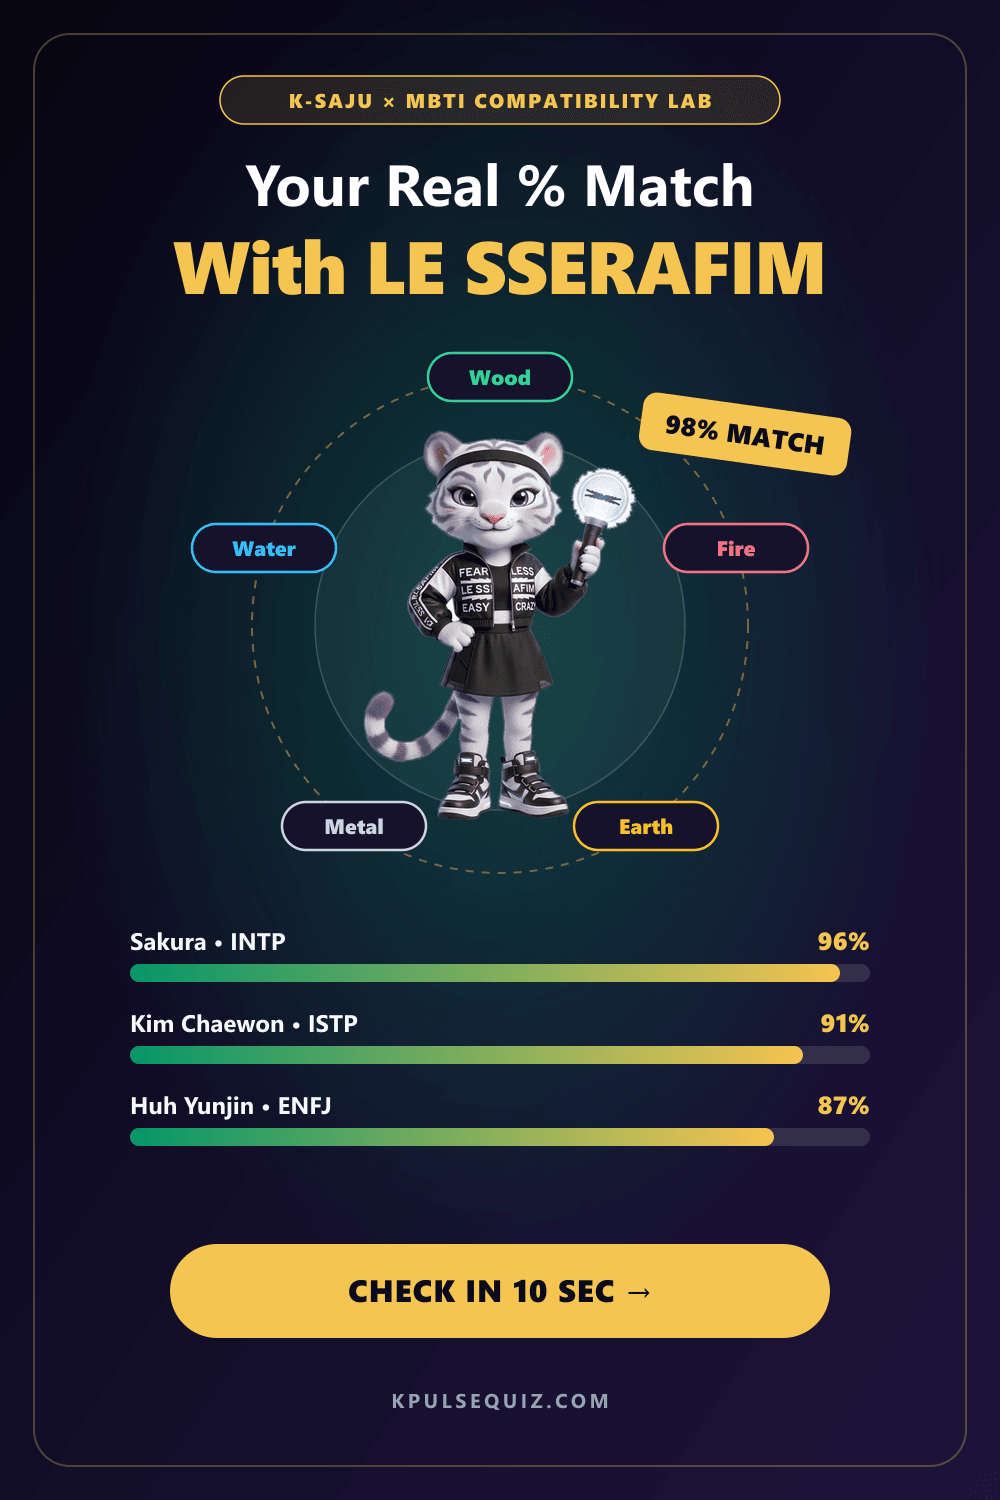 K-SAJU × MBTI COMPATIBILITY LAB
Your Real % Match
With LE SSERAFIM
Wood
98% MATCH
Water
Fire
FEAR LESS
LE SS AFIM
EASY CRAZ
Metal
Earth
Sakura • INTP 96%
Kim Chaewon • ISTP 91%
Huh Yunjin • ENFJ 87%
CHECK IN 10 SEC →
KPULSEQUIZ.COM